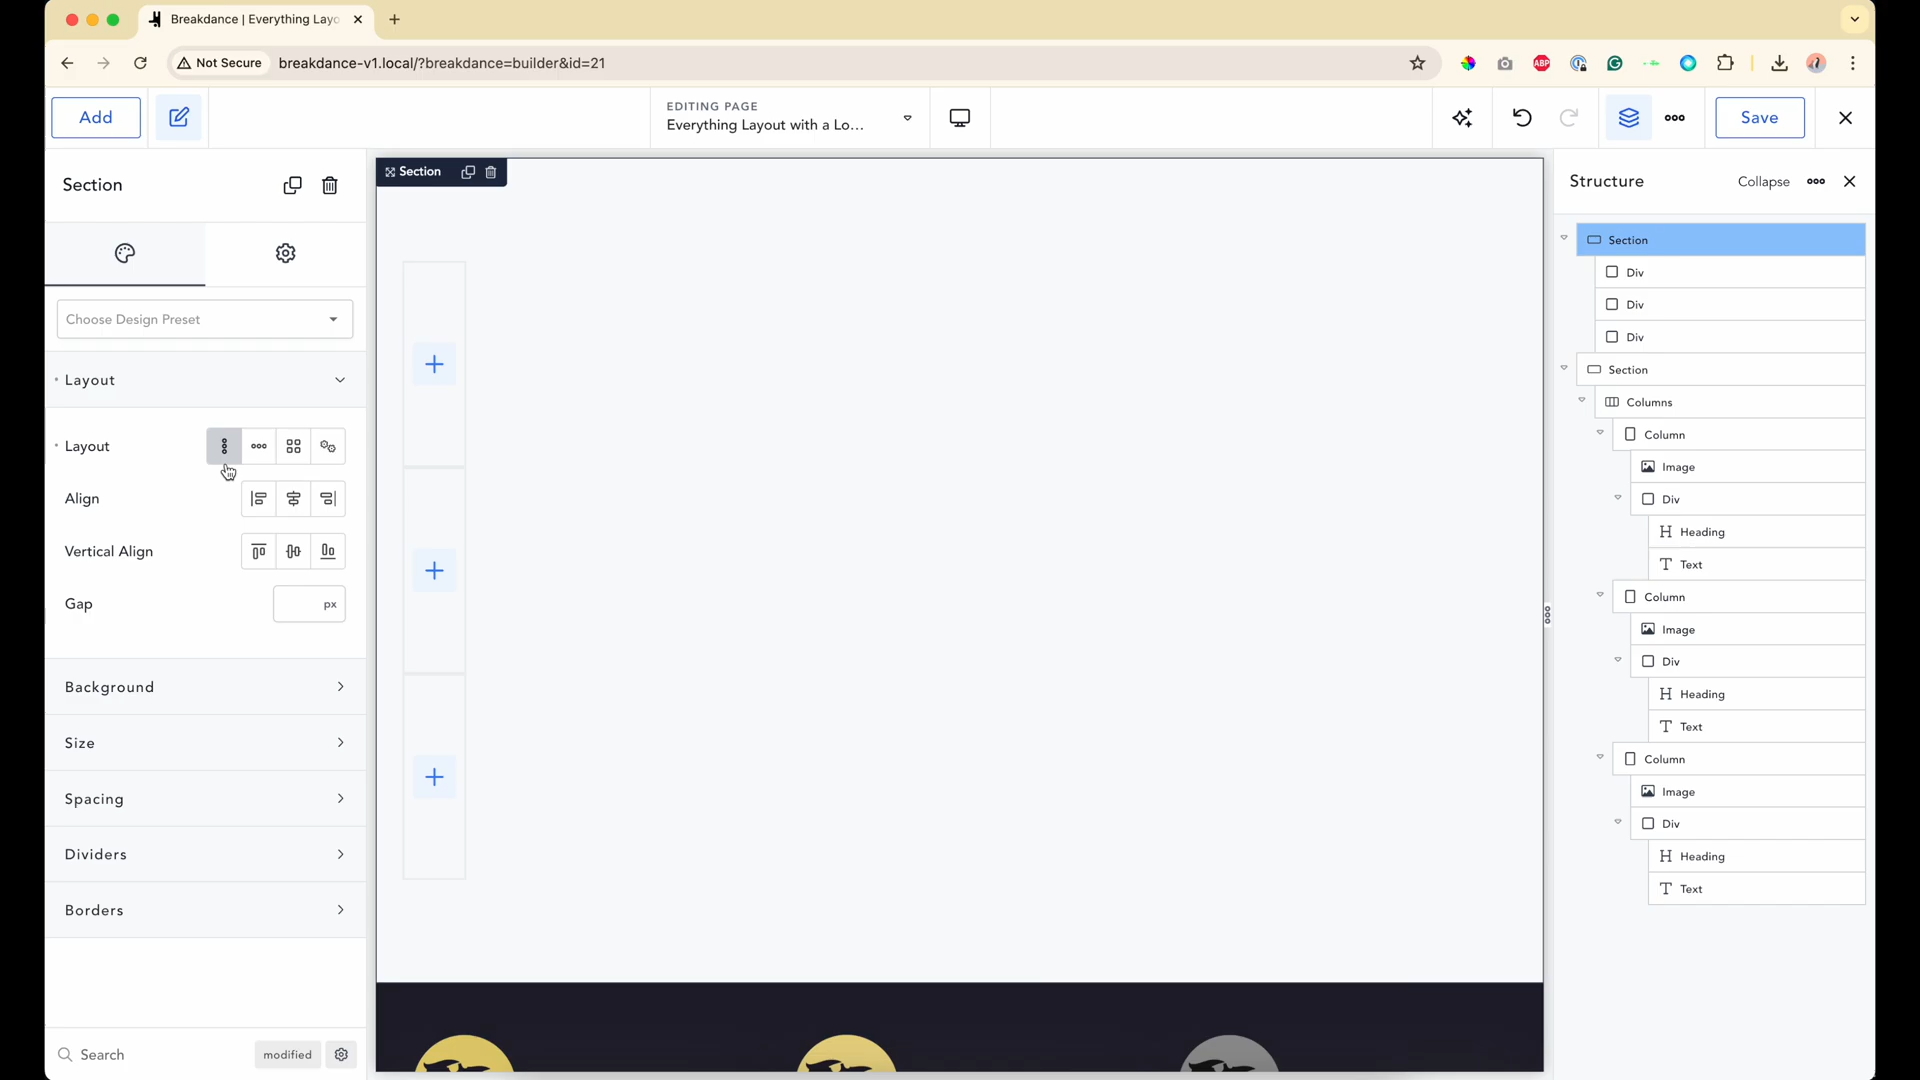 Breakdance | Everything Layo
Not Secure
breakdance-v1.local/?breakdance=builder&id=21
ABP
Add
EDITING PAGE
Everything Layout with a Lo...
Save
Section
Choose Design Preset
Layout
Layout
Align
Vertical Align
Gap
px
Background
Size
Spacing
Dividers
Borders
Search
modified
Section
Structure
Collapse
Section
Div
Div
Div
Section
Columns
Column
Image
Div
Heading
Text
Column
Image
Div
Heading
Text
Column
Image
Div
Heading
Text